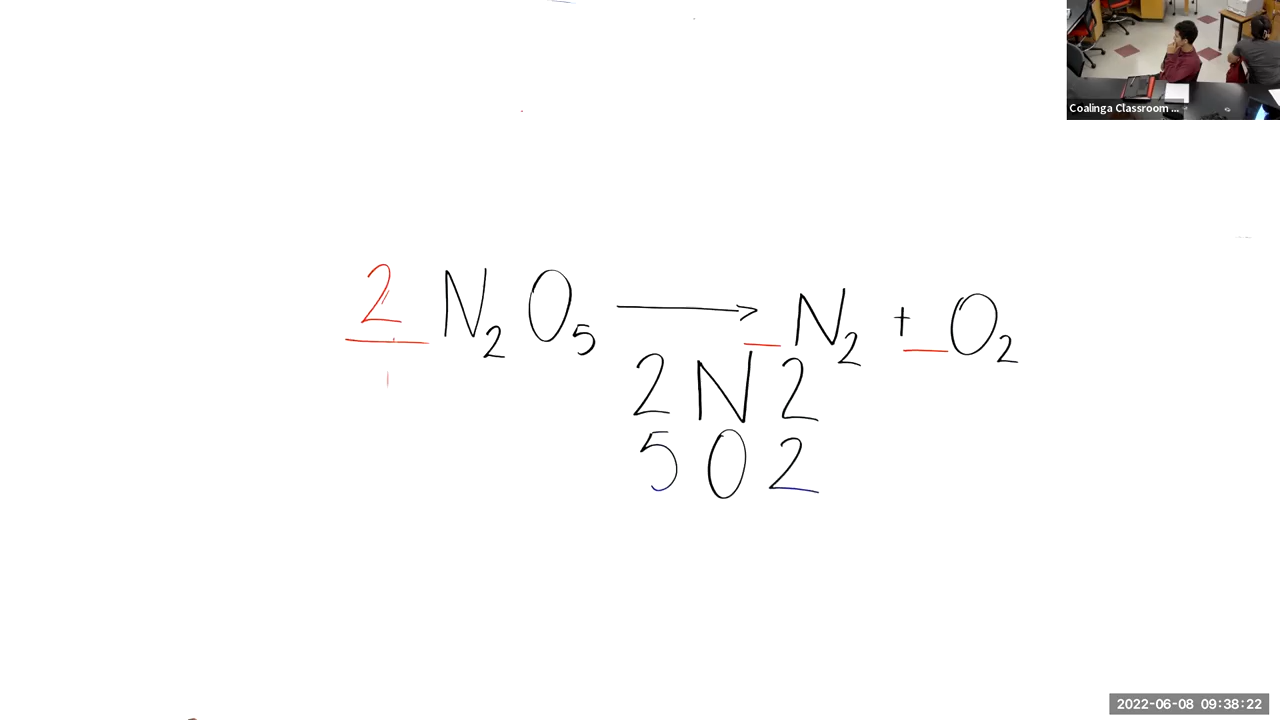 Coalinga Classroom ...
2 N₂O₅ → _ N₂ + _ O₂
2 N 2
5 O 2
2022-06-08 09:38:22